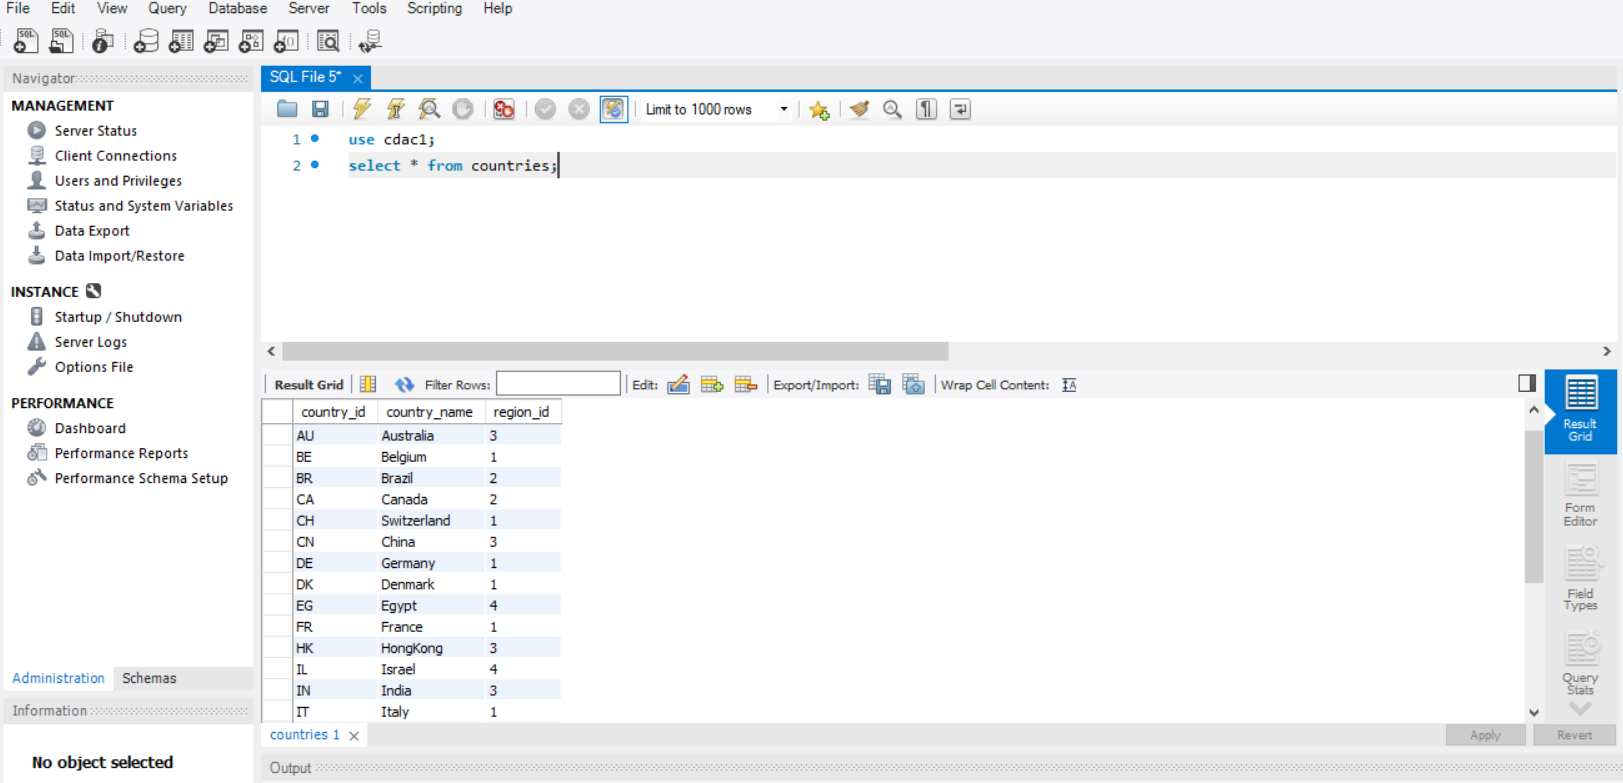 File Edit View Query Database Server Tools Scripting Help
SQL SQL
Navigator
MANAGEMENT
Server Status
Client Connections
Users and Privileges
Status and System Variables
Data Export
Data Import/Restore
INSTANCE
Startup / Shutdown
Server Logs
Options File
PERFORMANCE
Dashboard
Performance Reports
Performance Schema Setup
Administration Schemas
Information
No object selected
SQL File 5*
Limit to 1000 rows
1 use cdac1;
2 select * from countries;
Result Grid Filter Rows: Edit: Export/Import: Wrap Cell Content:
country_id country_name region_id
AU Australia 3
BE Belgium 1
BR Brazil 2
CA Canada 2
CH Switzerland 1
CN China 3
DE Germany 1
DK Denmark 1
EG Egypt 4
FR France 1
HK HongKong 3
IL Israel 4
IN India 3
IT Italy 1
Result
Grid
Form
Editor
Field
Types
Query
Stats
countries 1
Apply Revert
Output